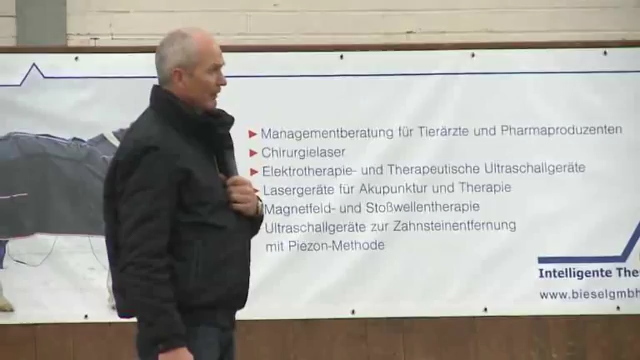 Managementberatung für Tierärzte und Pharmaproduzenten
Chirurgielaser
Elektrotherapie- und Therapeutische Ultraschallgeräte
Lasergeräte für Akupunktur und Therapie
Magnetfeld- und Stoßwellentherapie
Ultraschallgeräte zur Zahnsteinentfernung
mit Piezon-Methode
Intelligente The
www.bieselgmbh